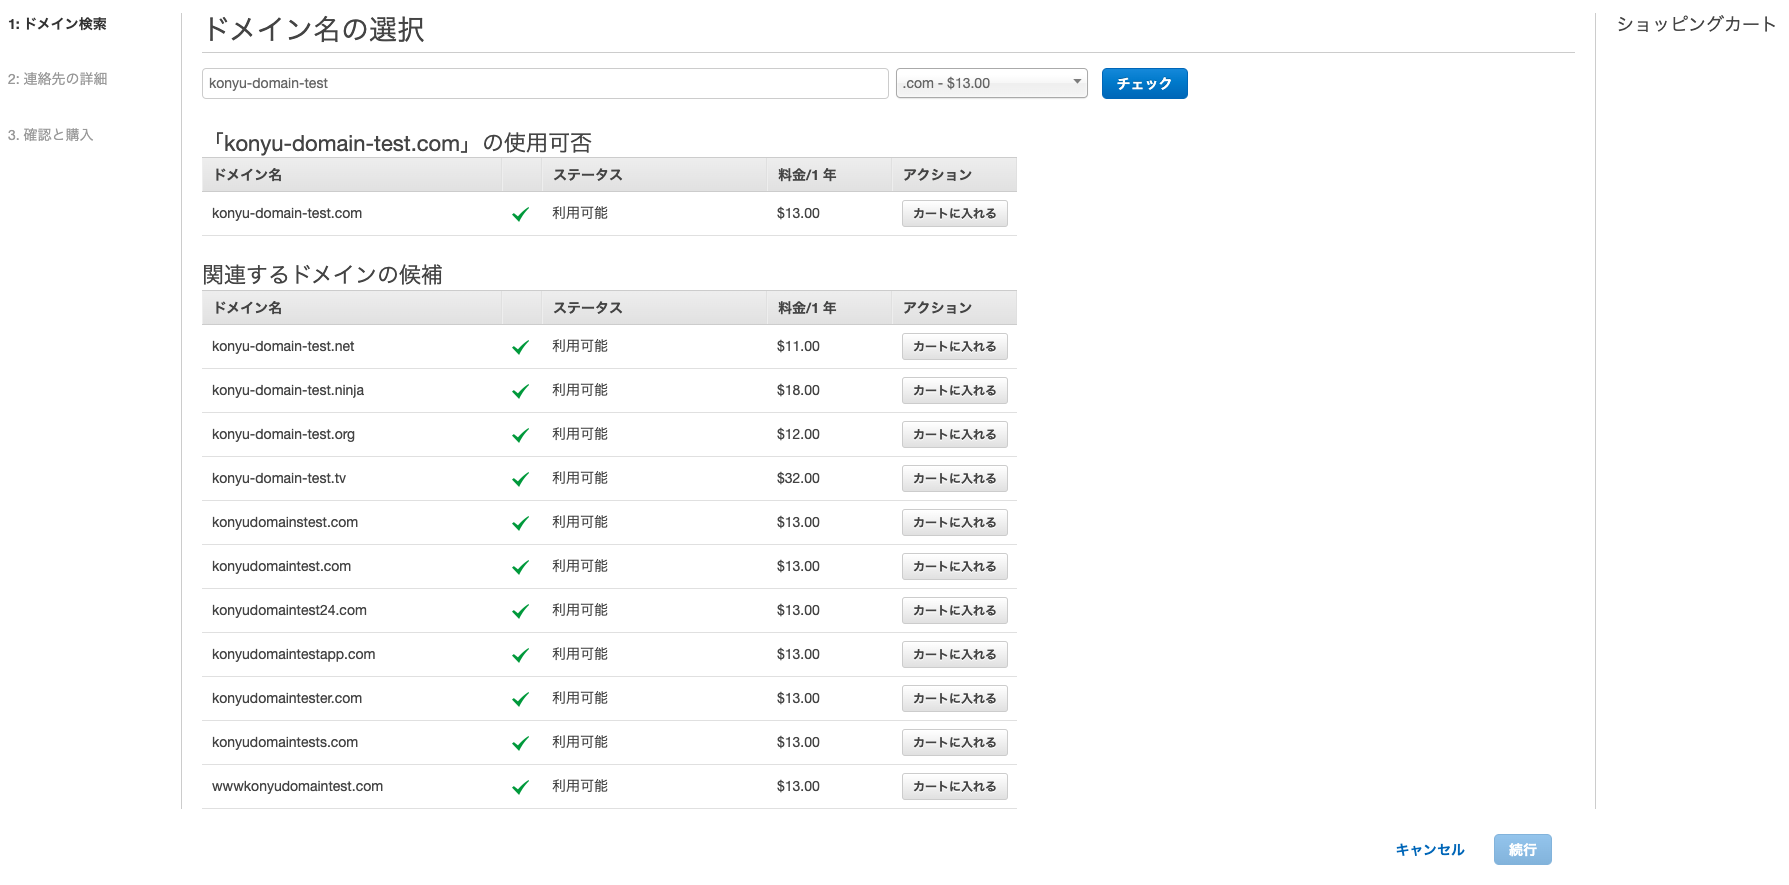 1: ドメイン検索
2: 連絡先の詳細
3. 確認と購入
ドメイン名の選択
konyu-domain-test .com - $13.00 チェック
「konyu-domain-test.com」の使用可否
ドメイン名 ステータス 料金/1 年 アクション
konyu-domain-test.com 利用可能 $13.00 カートに入れる
関連するドメインの候補
ドメイン名 ステータス 料金/1 年 アクション
konyu-domain-test.net 利用可能 $11.00 カートに入れる
konyu-domain-test.ninja 利用可能 $18.00 カートに入れる
konyu-domain-test.org 利用可能 $12.00 カートに入れる
konyu-domain-test.tv 利用可能 $32.00 カートに入れる
konyudomainstest.com 利用可能 $13.00 カートに入れる
konyudomaintest.com 利用可能 $13.00 カートに入れる
konyudomaintest24.com 利用可能 $13.00 カートに入れる
konyudomaintestapp.com 利用可能 $13.00 カートに入れる
konyudomaintester.com 利用可能 $13.00 カートに入れる
konyudomaintests.com 利用可能 $13.00 カートに入れる
wwwkonyudomaintest.com 利用可能 $13.00 カートに入れる
キャンセル 続行
ショッピングカート